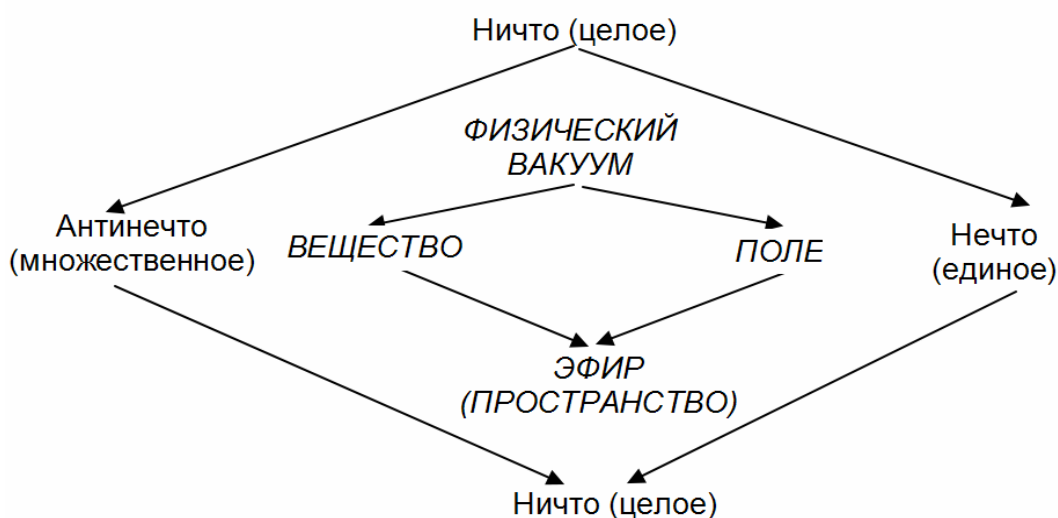 Ничто (целое)
ФИЗИЧЕСКИЙ
ВАКУУМ
Антинечто
(множественное)
ВЕЩЕСТВО
ПОЛЕ
Нечто
(единое)
ЭФИР
(ПРОСТРАНСТВО)
Ничто (целое)